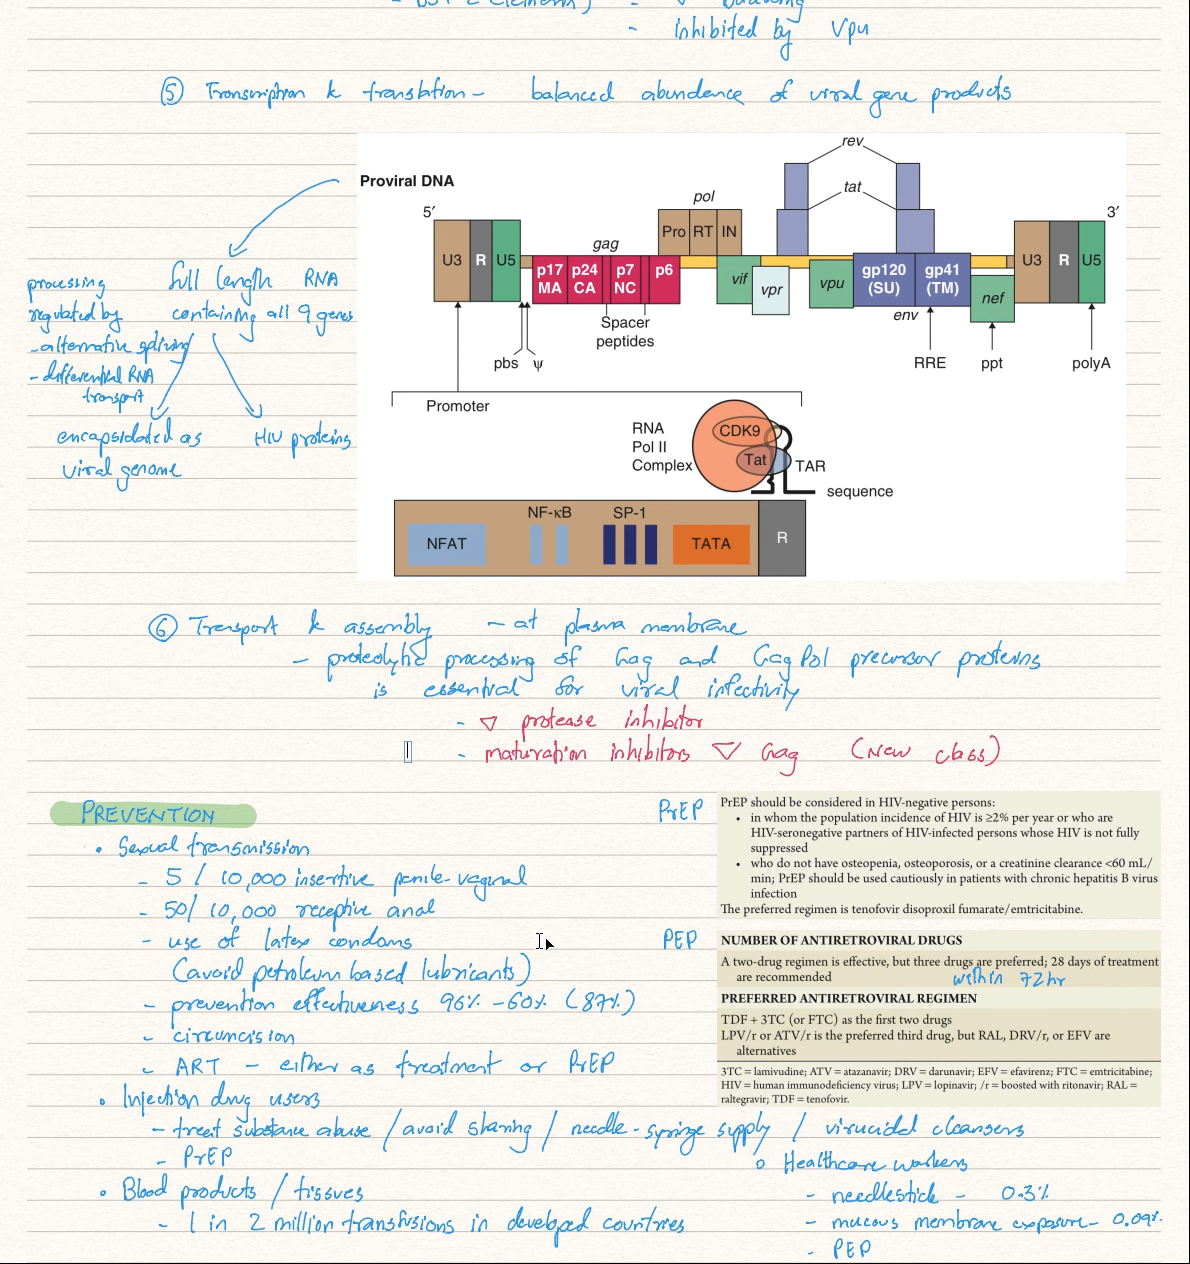 inhibited by Vpu
⑤ Transcription & translation – balanced abundance of viral gene products
Proviral DNA
5′
3′
rev
tat
pol
Pro RT IN
gag
U3 R U5
p17 MA
p24 CA
p7 NC
p6
vif
vpr
vpu
gp120 (SU)
gp41 (TM)
env
nef
U3 R U5
Spacer
peptides
pbs ψ
RRE
ppt
polyA
Promoter
processing
regulated by
- alternative splicing
- differential RNA
transport
full length RNA
containing all 9 genes
encapsidated as
viral genome
HIV proteins
RNA
Pol II
Complex
CDK9
Tat
TAR
sequence
NF-κB
SP-1
NFAT
TATA
R
⑥ Transport & assembly – at plasma membrane
– proteolytic processing of Gag and Gag Pol precursor proteins
is essential for viral infectivity
- ▽ protease inhibitor
- maturation inhibitors ▽ Gag (New class)
PREVENTION
• Sexual transmission
- 5 / 10,000 insertive penile-vaginal
- 50/ 10,000 receptive anal
- use of latex condoms
(avoid petroleum based lubricants)
- prevention effectiveness 96% - 60% (87%)
- circumcision
- ART – either as treatment or PrEP
PrEP
PrEP should be considered in HIV-negative persons:
• in whom the population incidence of HIV is ≥2% per year or who are
HIV-seronegative partners of HIV-infected persons whose HIV is not fully
suppressed
• who do not have osteopenia, osteoporosis, or a creatinine clearance <60 mL/
min; PrEP should be used cautiously in patients with chronic hepatitis B virus
infection
The preferred regimen is tenofovir disoproxil fumarate/emtricitabine.
PEP
NUMBER OF ANTIRETROVIRAL DRUGS
A two-drug regimen is effective, but three drugs are preferred; 28 days of treatment
are recommended
within 72hr
PREFERRED ANTIRETROVIRAL REGIMEN
TDF + 3TC (or FTC) as the first two drugs
LPV/r or ATV/r is the preferred third drug, but RAL, DRV/r, or EFV are
alternatives
3TC = lamivudine; ATV = atazanavir; DRV = darunavir; EFV = efavirenz; FTC = emtricitabine;
HIV = human immunodeficiency virus; LPV = lopinavir; /r = boosted with ritonavir; RAL =
raltegravir; TDF = tenofovir.
• Injection drug users
- treat substance abuse / avoid sharing / needle-syringe supply / virucidal cleansers
- PrEP
• Blood products / tissues
- 1 in 2 million transfusions in developed countries
∘ Healthcare workers
- needlestick - 0.3%
- mucous membrane exposure - 0.09%
- PEP